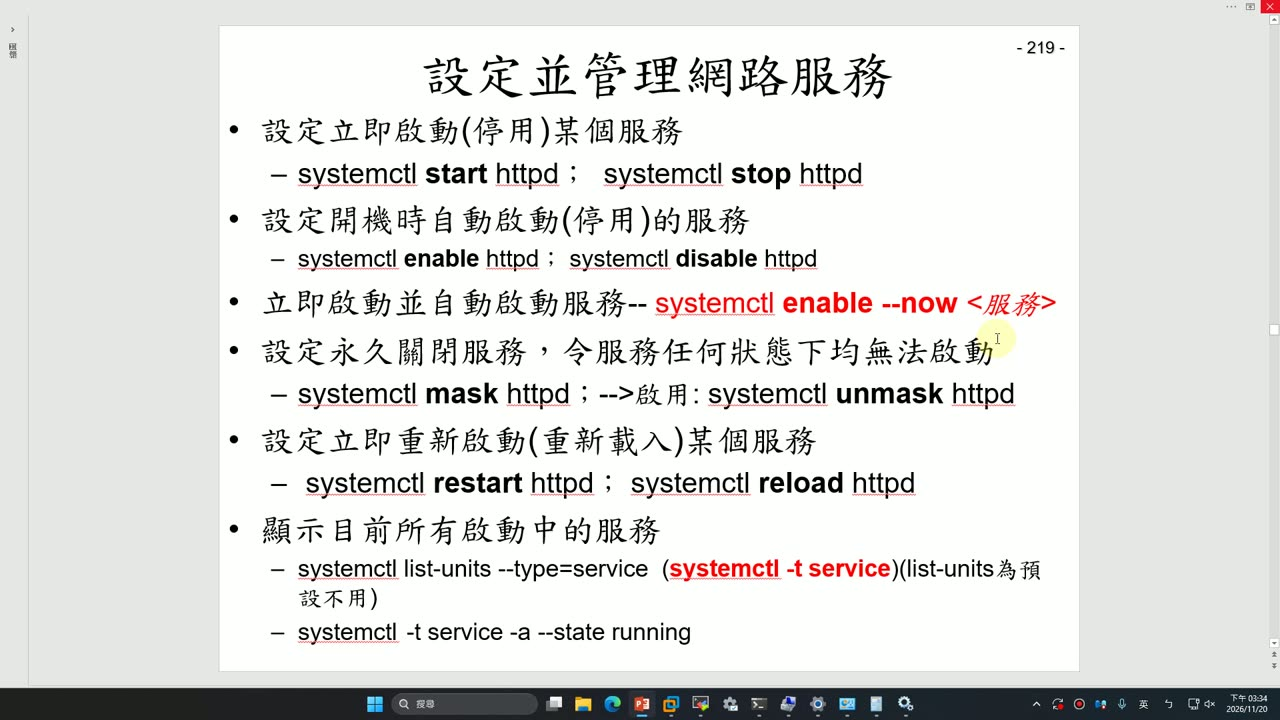 - 219 -
設定並管理網路服務
• 設定立即啟動(停用)某個服務
– systemctl start httpd； systemctl stop httpd
• 設定開機時自動啟動(停用)的服務
– systemctl enable httpd； systemctl disable httpd
• 立即啟動並自動啟動服務-- systemctl enable --now <服務>
• 設定永久關閉服務，令服務任何狀態下均無法啟動
– systemctl mask httpd；-->啟用: systemctl unmask httpd
• 設定立即重新啟動(重新載入)某個服務
– systemctl restart httpd； systemctl reload httpd
• 顯示目前所有啟動中的服務
– systemctl list-units --type=service (systemctl -t service)(list-units為預
設不用)
– systemctl -t service -a --state running
搜尋
英
ㄅ
下午 03:34
2026/11/20